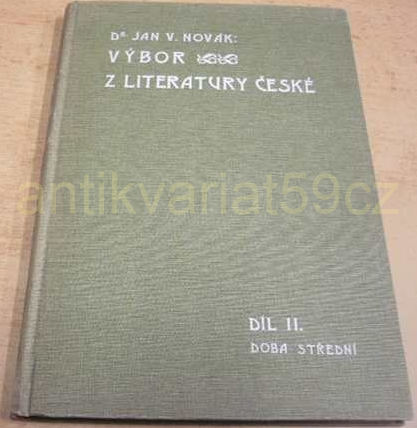 Dr. JAN V. NOVÁK:
VÝBOR
Z LITERATURY ČESKÉ
antikvariat59cz
DÍL II.
DOBA STŘEDNÍ